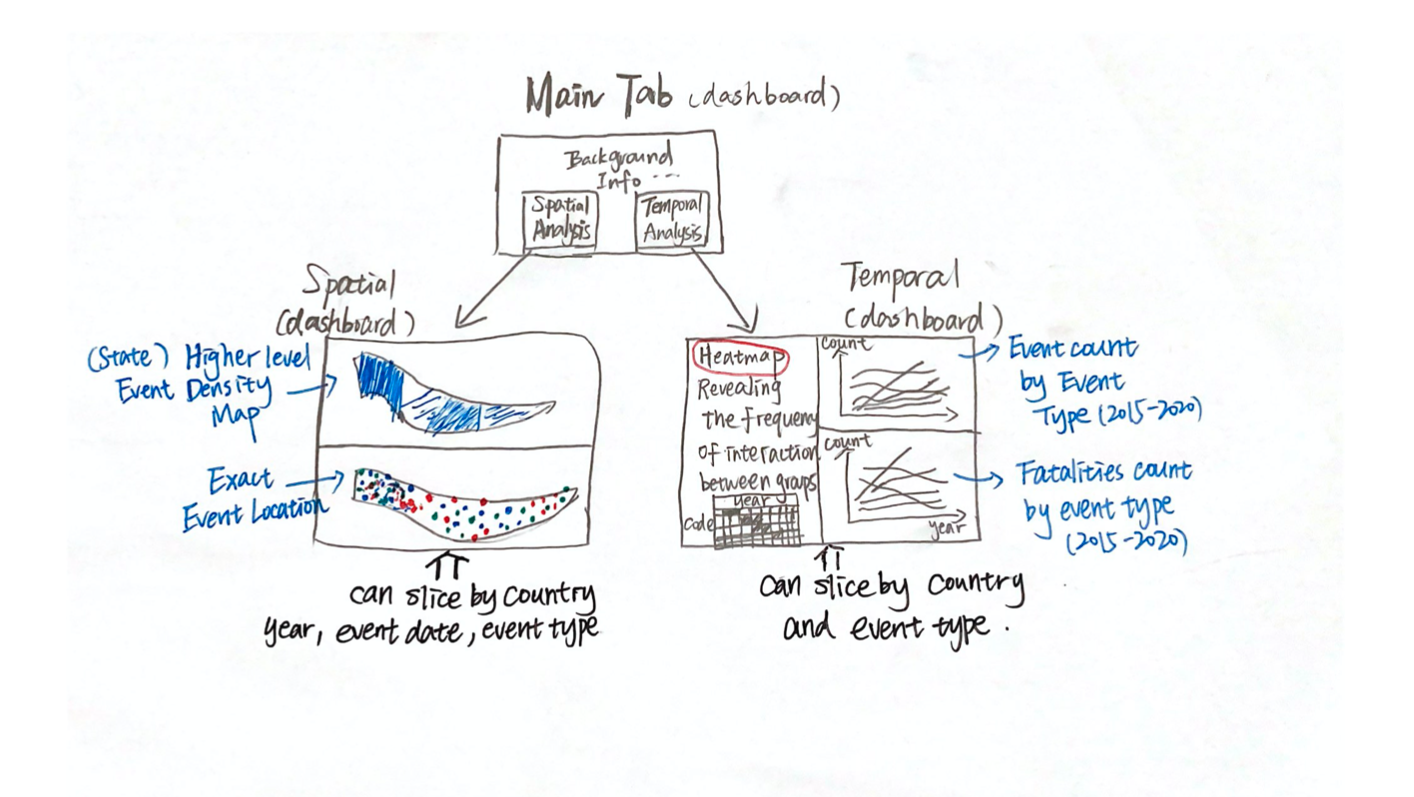 Main Tab (dashboard)
Background
Info ...
Spatial
Analysis
Temporal
Analysis
Spatial
(dashboard)
(State) Higher level
Event Density
Map
Exact
Event Location
can slice by country
year, event date, event type
Temporal
(dashboard)
Heatmap
Revealing
the frequency
of interaction
between groups
year
Code
count
count
year
Event count
by Event
Type (2015-2020)
Fatalities count
by event type
(2015-2020)
can slice by country
and event type.